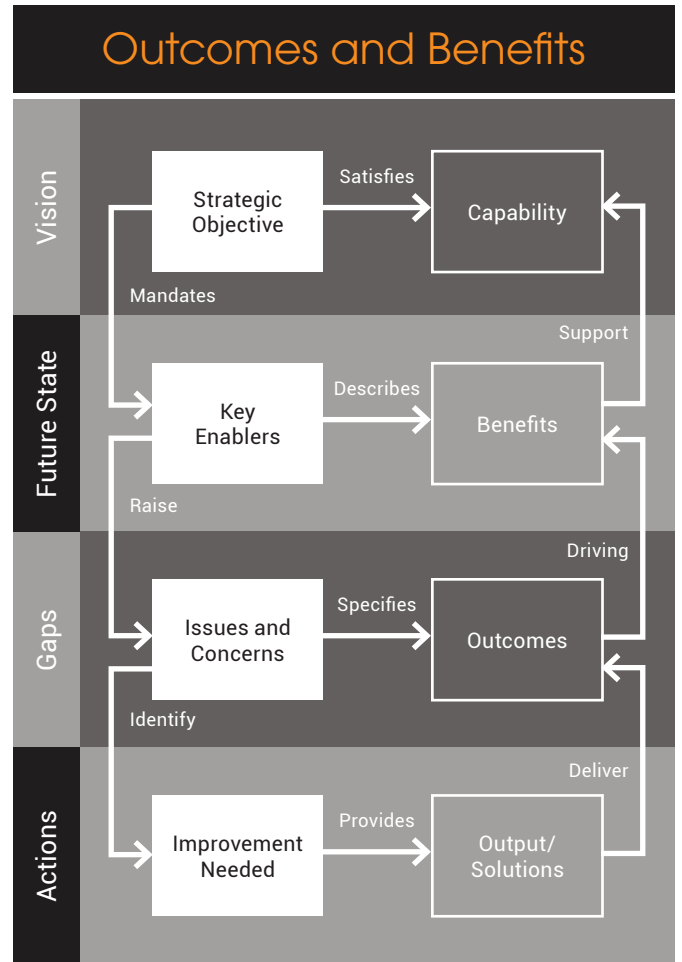 Outcomes and Benefits
Vision
Strategic
Objective
Satisfies
Capability
Mandates
Support
Future State
Key
Enablers
Describes
Benefits
Raise
Driving
Gaps
Issues and
Concerns
Specifies
Outcomes
Identify
Deliver
Actions
Improvement
Needed
Provides
Output/
Solutions